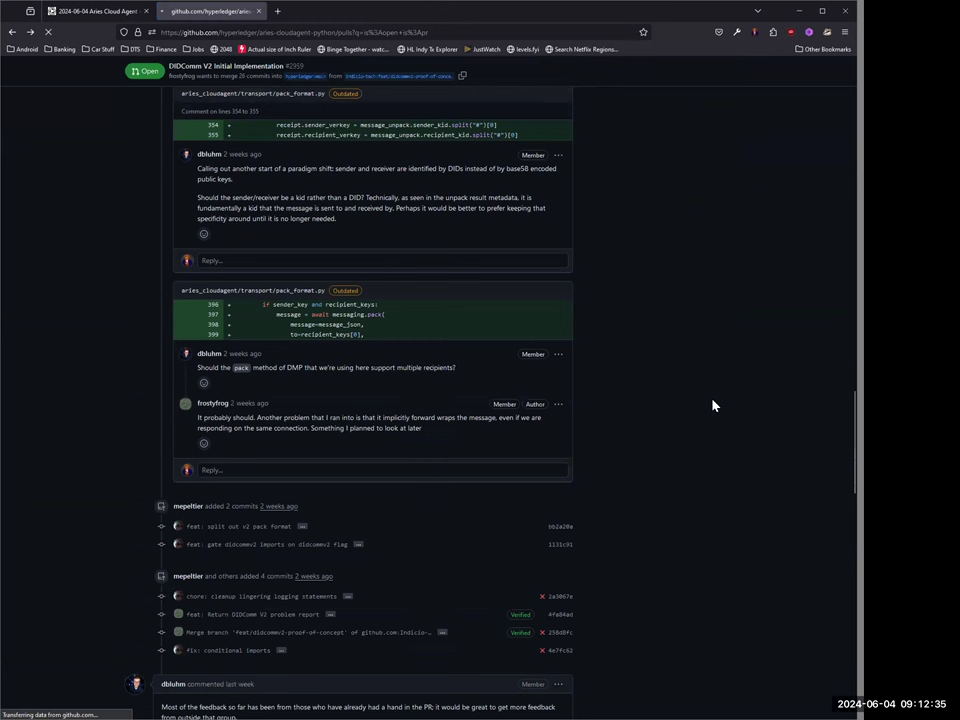 2024-06-04 Aries Cloud Agent
github.com/hyperledger/aries
https://github.com/hyperledger/aries-cloudagent-python/pulls?q=is%3Aopen+is%3Apr
Android
Banking
Car Stuff
DTS
Finance
Jobs
2048
Actual size of Inch Ruler
Binge Together - watc...
HL Indy Explorer
JustWatch
levels.fyi
Search Netflix Regions...
Other Bookmarks
Open
DIDComm V2 Initial Implementation #2959
frostyfrog wants to merge 26 commits into hyperledger:main from Indicio-tech:feat/didcommv2-proof-of-conce...
aries_cloudagent/transport/pack_format.py Outdated
Comment on lines 354 to 355
354 + receipt.sender_verkey = message_unpack.sender_kid.split("#")[0]
355 + receipt.recipient_verkey = message_unpack.recipient_kid.split("#")[0]
dbluhm 2 weeks ago Member ...
Calling out another start of a paradigm shift: sender and receiver are identified by DIDs instead of by base58 encoded
public keys.
Should the sender/receiver be a kid rather than a DID? Technically, as seen in the unpack result metadata, it is
fundamentally a kid that the message is sent to and received by. Perhaps it would be better to prefer keeping that
specificity around until it is no longer needed.
Reply...
aries_cloudagent/transport/pack_format.py Outdated
396 + if sender_key and recipient_keys:
397 + message = await messaging.pack(
398 + message=message_json,
399 + to=recipient_keys[0],
dbluhm 2 weeks ago Member ...
Should the pack method of DMP that we're using here support multiple recipients?
frostyfrog 2 weeks ago Member Author ...
It probably should. Another problem that I ran into is that it implicitly forward wraps the message, even if we are
responding on the same connection. Something I planned to look at later
Reply...
mepeltier added 2 commits 2 weeks ago
feat: split out v2 pack format ... bb2a20a
feat: gate didcommv2 imports on didcommv2 flag ... 1131c91
mepeltier and others added 4 commits 2 weeks ago
chore: cleanup lingering logging statements ... 2a3067e
feat: Return DIDComm V2 problem report ... Verified 4fa84ad
Merge branch 'feat/didcommv2-proof-of-concept' of github.com:Indicio-… ... Verified 258d8fc
fix: conditional imports ... 4e7fc62
dbluhm commented last week Member ...
Most of the feedback so far has been from those who have already had a hand in the PR; it would be great to get more feedback
from outside that group.
Transferring data from github.com...
2024-06-04 09:12:35